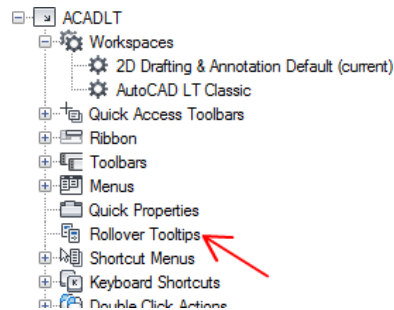 ACADLT
Workspaces
2D Drafting & Annotation Default (current)
AutoCAD LT Classic
Quick Access Toolbars
Ribbon
Toolbars
Menus
Quick Properties
Rollover Tooltips
Shortcut Menus
Keyboard Shortcuts
Double Click Actions